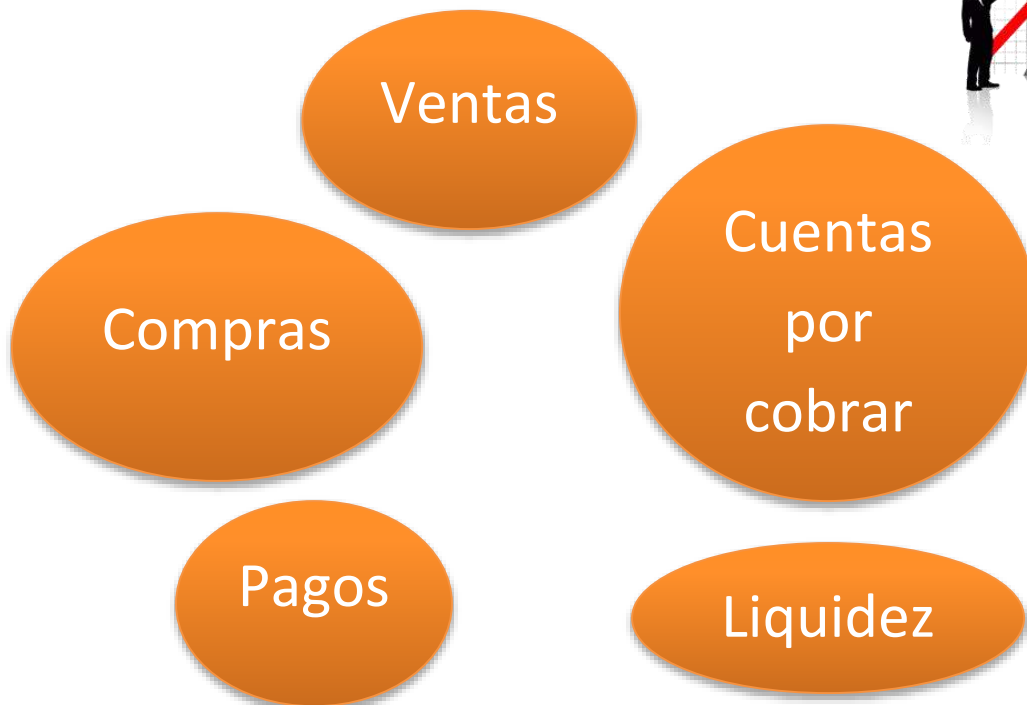 Ventas
Cuentas
por
cobrar
Compras
Pagos
Liquidez